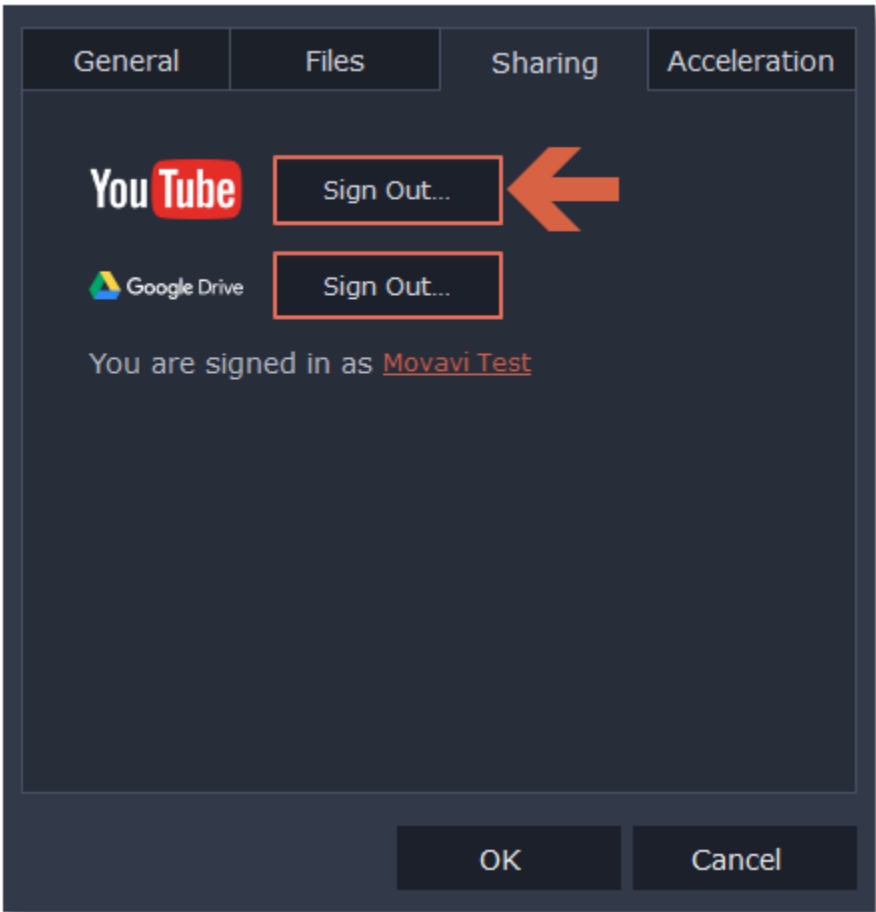 General Files Sharing Acceleration
YouTube Sign Out...
Google Drive Sign Out...
You are signed in as Movavi Test
OK Cancel